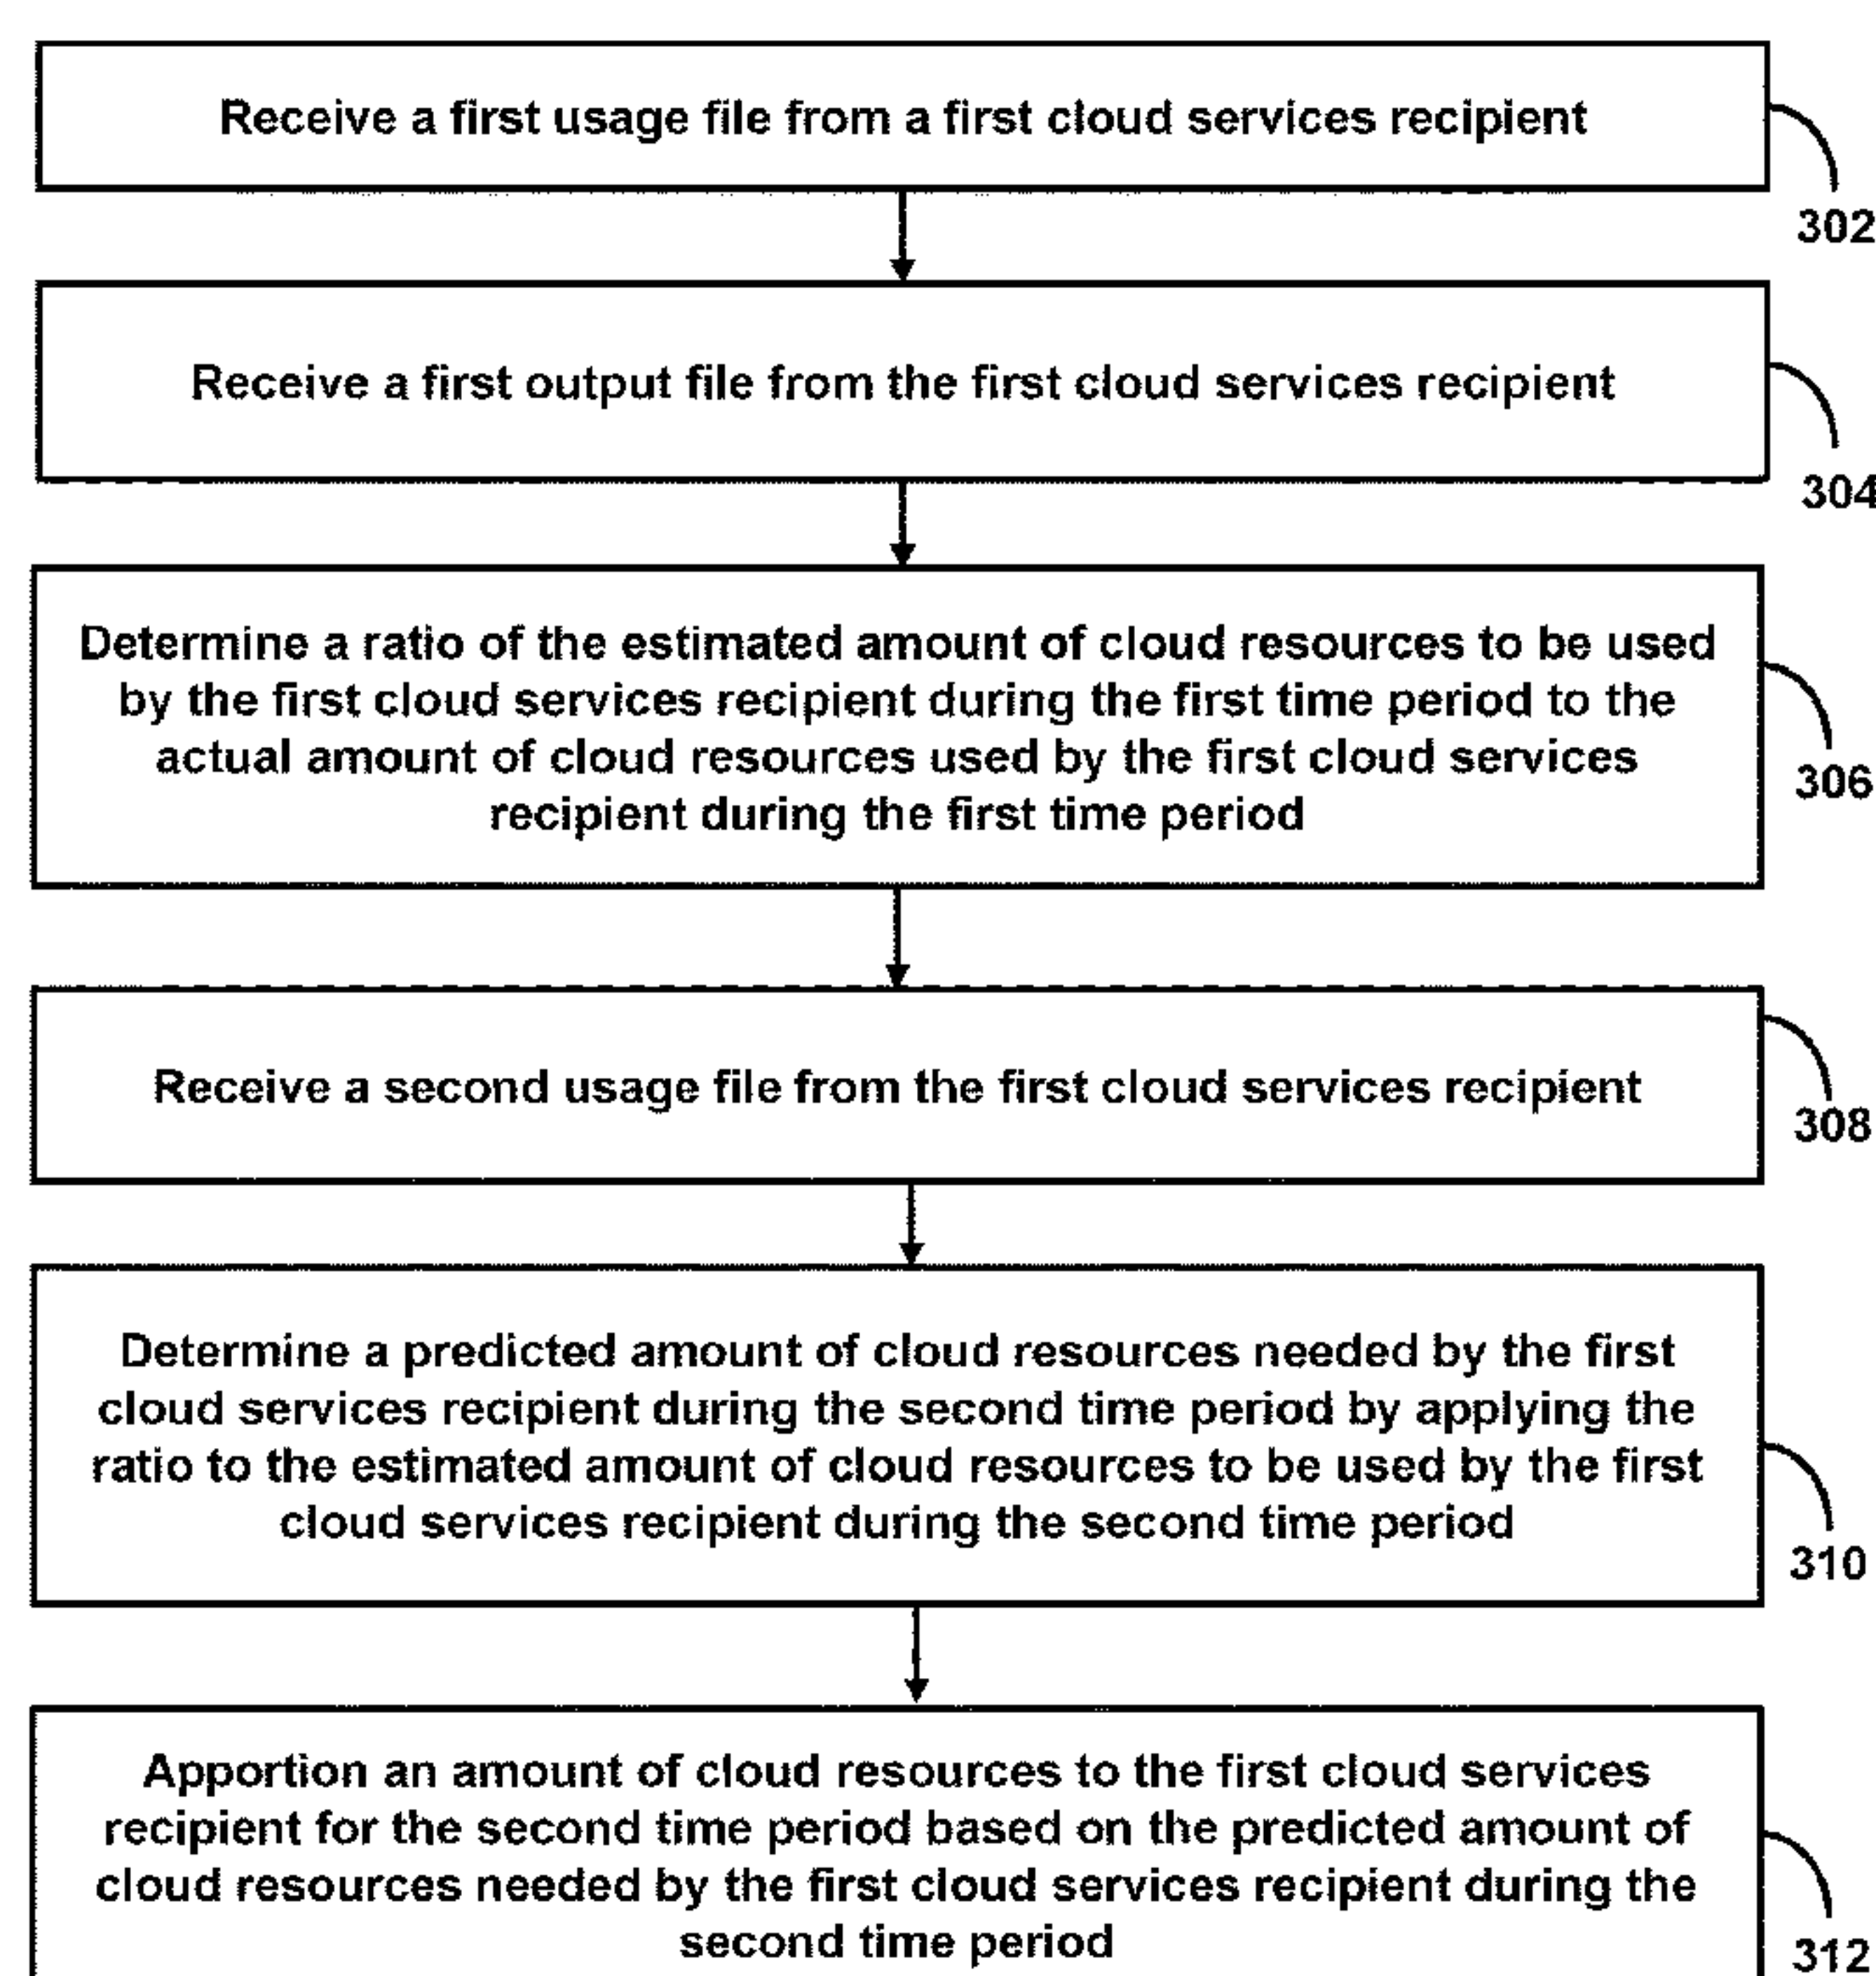 Receive a first usage file from a first cloud services recipient
302
Receive a first output file from the first cloud services recipient
304
Determine a ratio of the estimated amount of cloud resources to be used
by the first cloud services recipient during the first time period to the
actual amount of cloud resources used by the first cloud services
recipient during the first time period
306
Receive a second usage file from the first cloud services recipient
308
Determine a predicted amount of cloud resources needed by the first
cloud services recipient during the second time period by applying the
ratio to the estimated amount of cloud resources to be used by the first
cloud services recipient during the second time period
310
Apportion an amount of cloud resources to the first cloud services
recipient for the second time period based on the predicted amount of
cloud resources needed by the first cloud services recipient during the
second time period
312